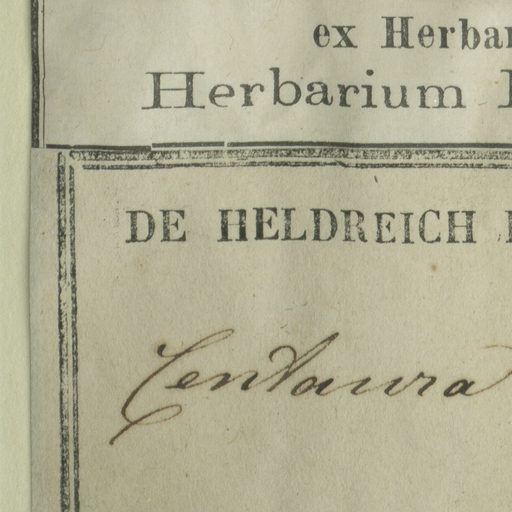 ex Herbar
Herbarium
DE HELDREICH
Centaurea